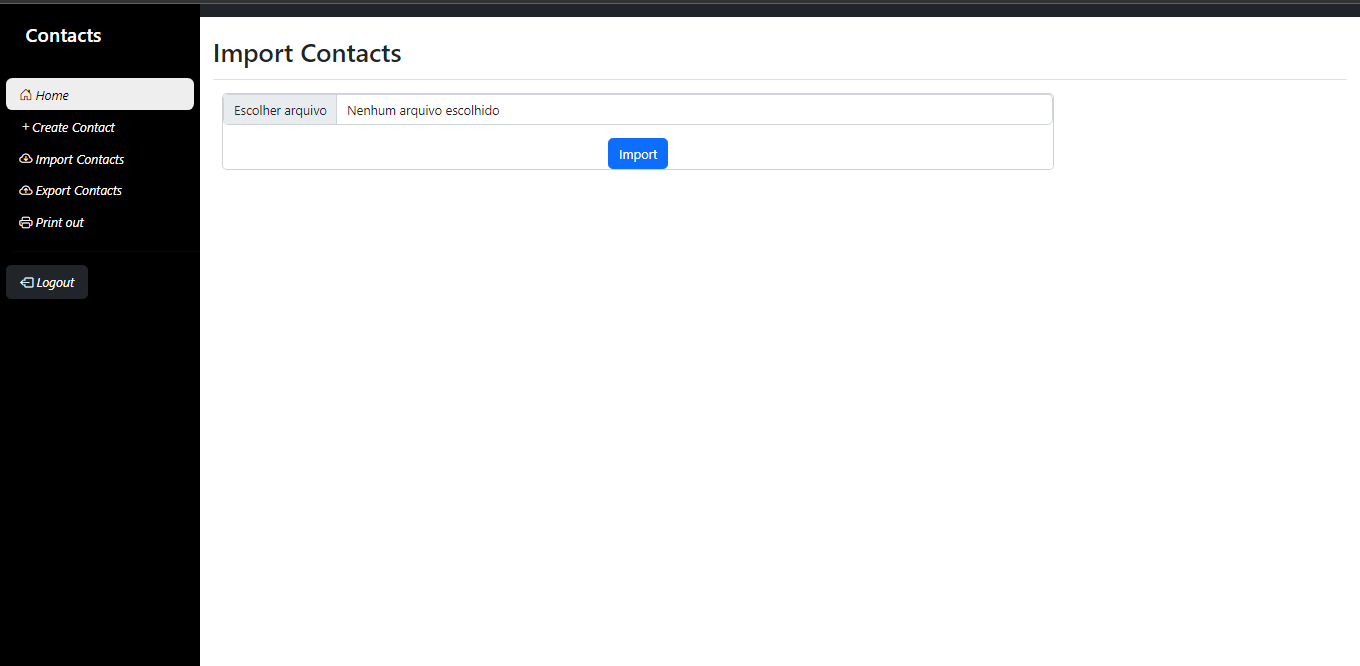 Contacts
Home
+ Create Contact
Import Contacts
Export Contacts
Print out
Logout
Import Contacts
Escolher arquivo Nenhum arquivo escolhido
Import